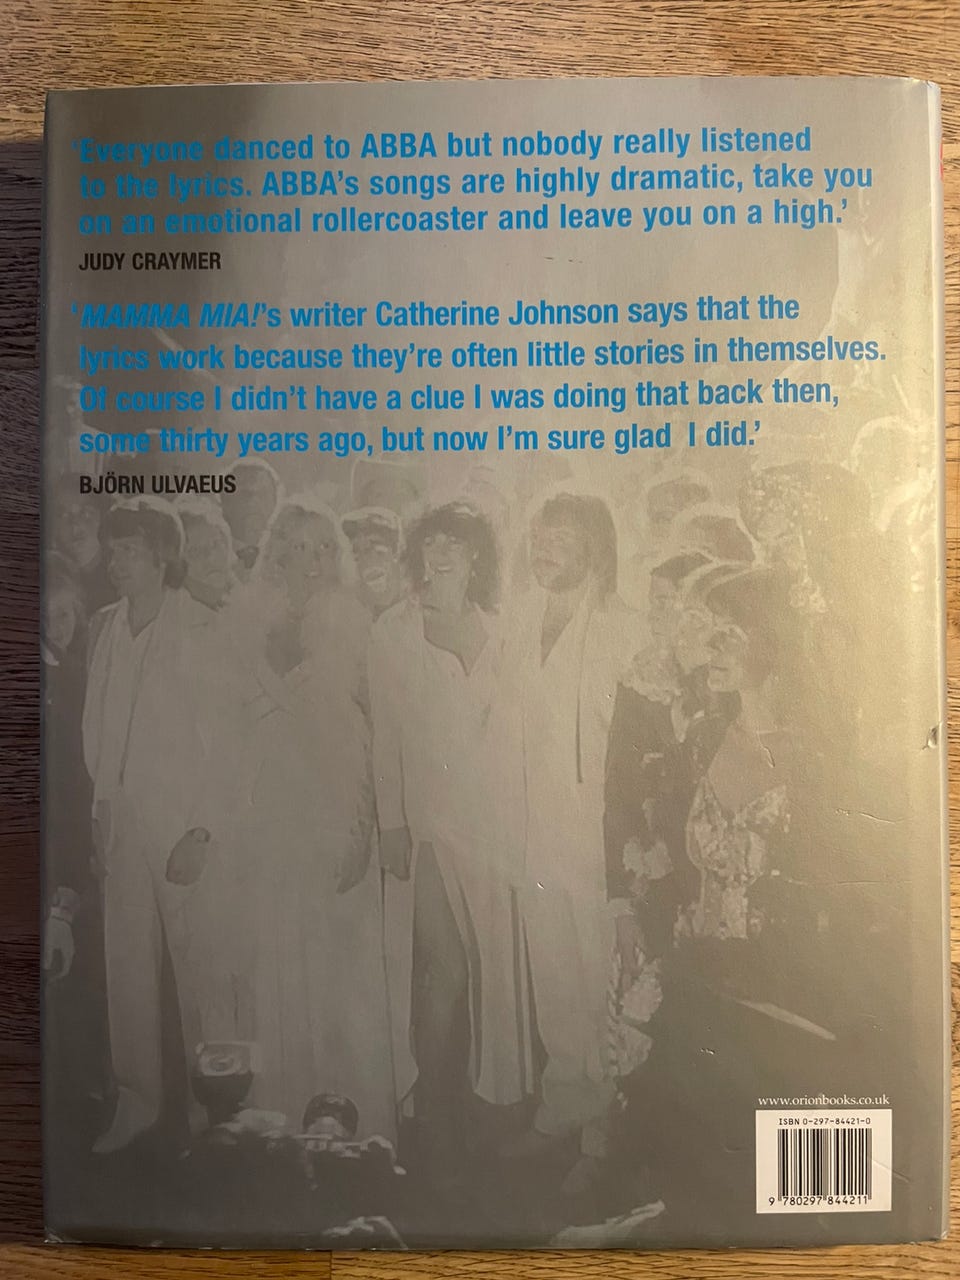 ‘Everyone danced to ABBA but nobody really listened
to the lyrics. ABBA’s songs are highly dramatic, take you
on an emotional rollercoaster and leave you on a high.’
JUDY CRAYMER
‘MAMMA MIA!’s writer Catherine Johnson says that the
lyrics work because they’re often little stories in themselves.
Of course I didn’t have a clue I was doing that back then,
some thirty years ago, but now I’m sure glad I did.’
BJÖRN ULVAEUS
www.orionbooks.co.uk
ISBN 0-297-84421-0
9 780297 844211